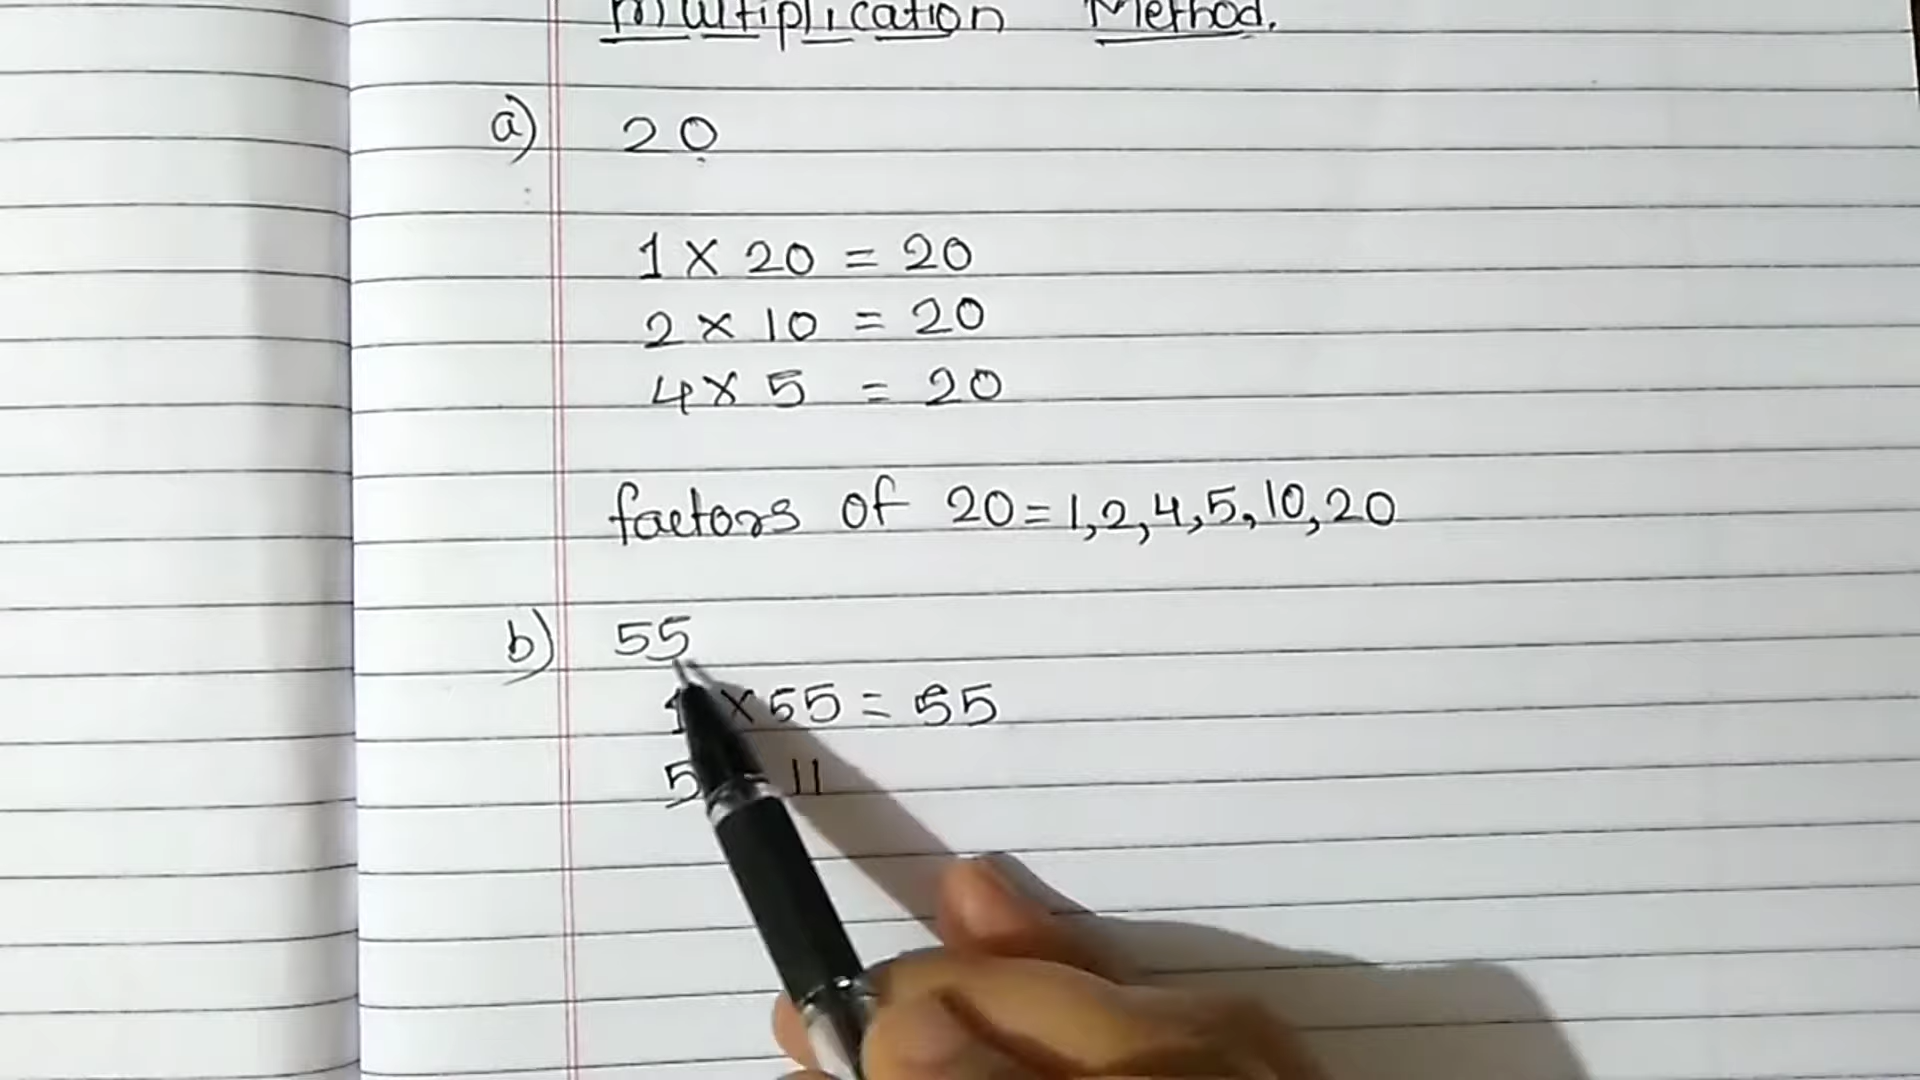 Multiplication Method.
a) 20
1 × 20 = 20
2 × 10 = 20
4 × 5 = 20
factors of 20 = 1, 2, 4, 5, 10, 20
b) 55
1 × 55 = 55
5 11